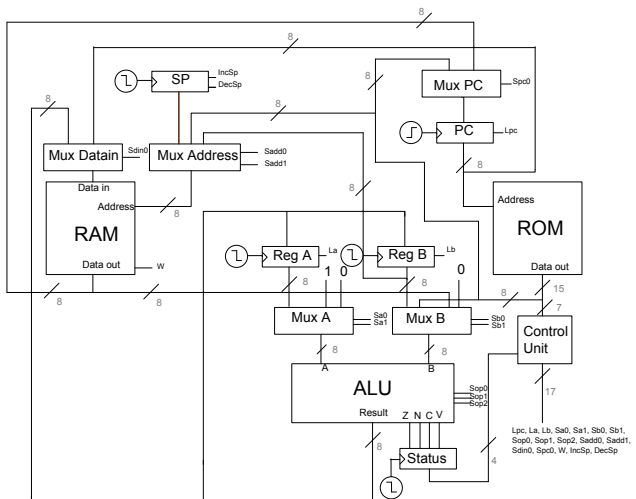 8
8
8
8
8
SP
IncSp
DecSp
Mux PC
Spc0
PC
Lpc
8
Mux Datain
Sdin0
Mux Address
Sadd0
Sadd1
Data in
Address
8
RAM
Data out
W
8
8
8
Address
ROM
Data out
15
8
7
Reg A
La
Reg B
Lb
8
1
0
8
0
Mux A
Sa0
Sa1
Mux B
Sb0
Sb1
Control
Unit
8
8
A
B
ALU
Sop0
Sop1
Sop2
Result
Z N C V
17
Lpc, La, Lb, Sa0, Sa1, Sb0, Sb1,
Sop0, Sop1, Sop2, Sadd0, Sadd1,
Sdin0, Spc0, W, IncSp, DecSp
8
Status
4